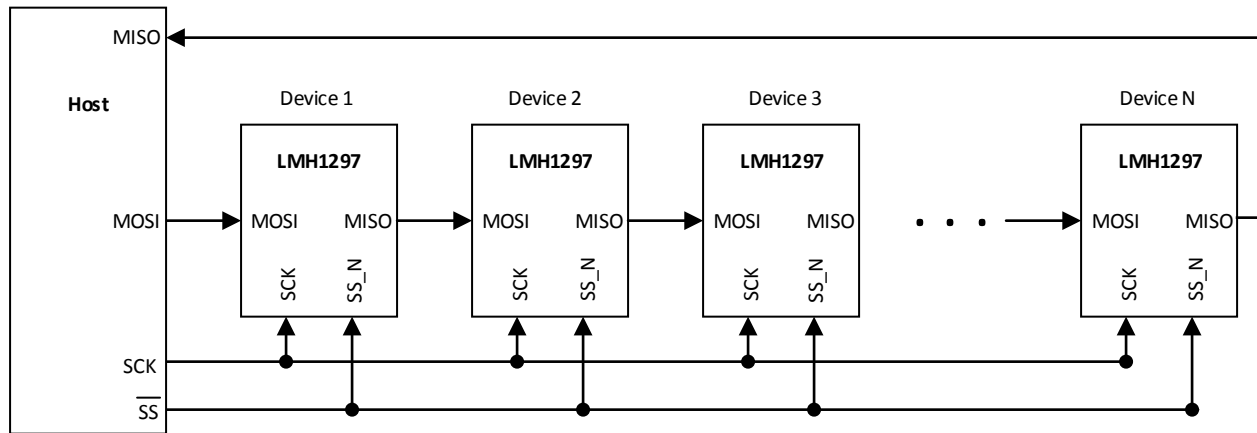 MISO
Host
Device 1
Device 2
Device 3
Device N
LMH1297
LMH1297
LMH1297
LMH1297
MOSI
MOSI MISO
MOSI MISO
MOSI MISO
. . .
MOSI MISO
SCK SS_N
SCK SS_N
SCK SS_N
SCK SS_N
SCK
SS